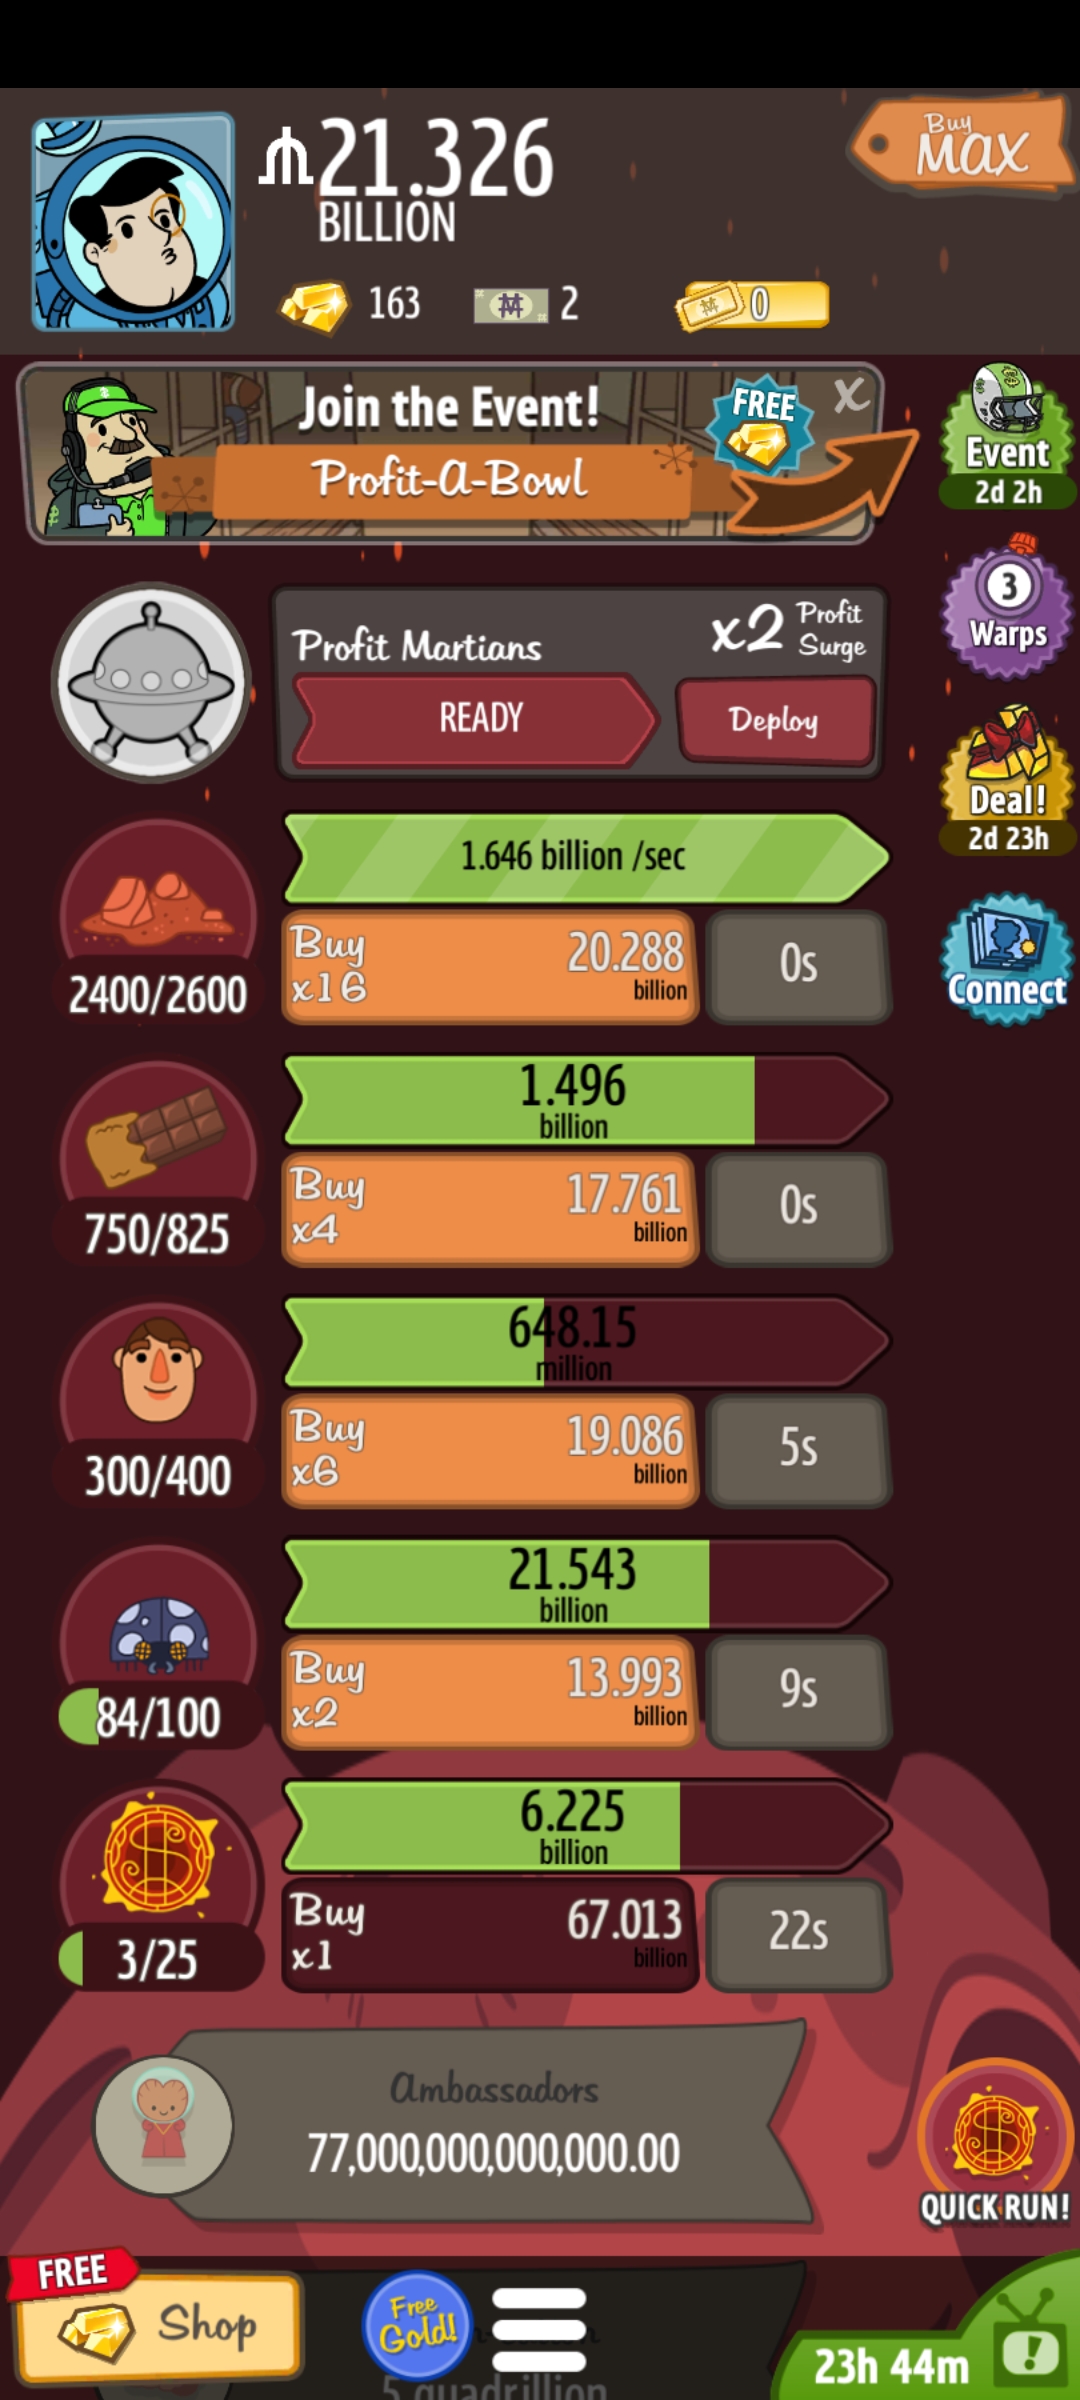 21.326
BILLION
Buy
MAX
163
2
0
Join the Event!
Profit-A-Bowl
FREE
X
Event
2d 2h
3
Warps
Profit Martians
x2 Profit
Surge
READY
Deploy
Deal!
2d 23h
1.646 billion /sec
2400/2600
Buy
x16
20.288
billion
0s
Connect
1.496
billion
750/825
Buy
x4
17.761
billion
0s
648.15
million
300/400
Buy
x6
19.086
billion
5s
21.543
billion
84/100
Buy
x2
13.993
billion
9s
6.225
billion
3/25
Buy
x1
67.013
billion
22s
Ambassadors
77,000,000,000,000.00
QUICK RUN!
FREE
Shop
Free
Gold!
23h 44m
5 quadrillion